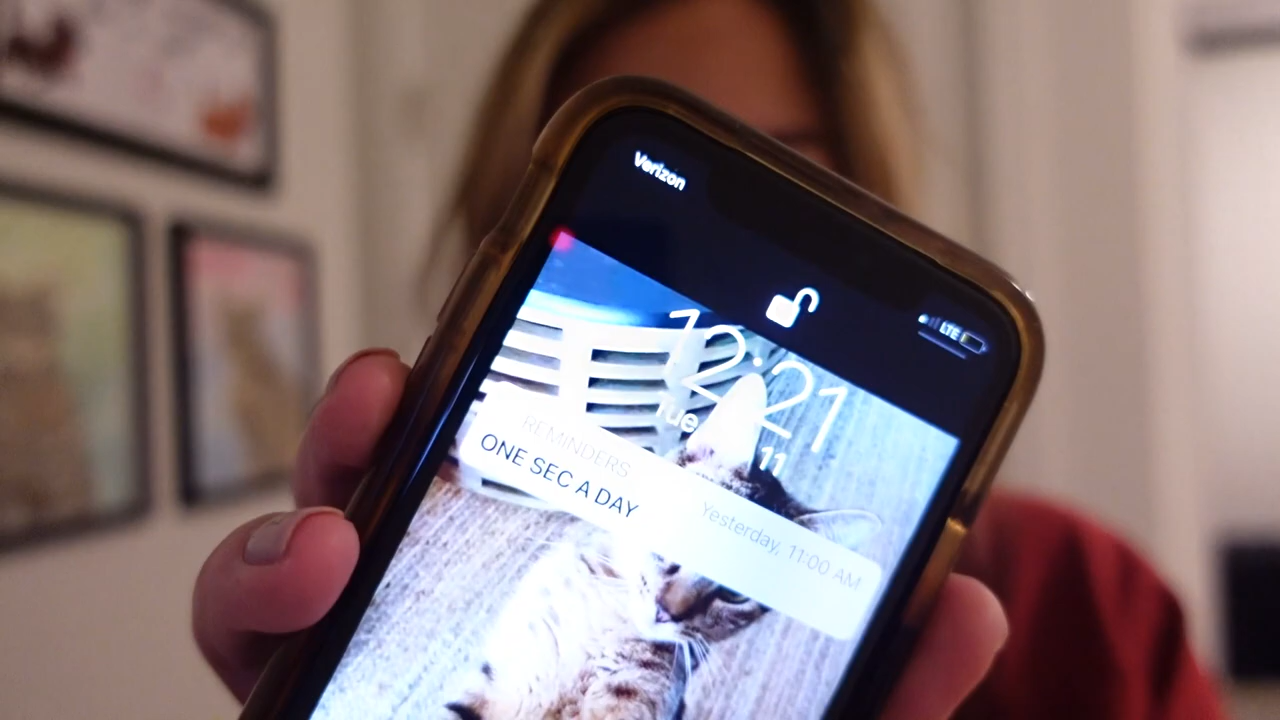 Verizon
LTE
12:21
Tue
11
REMINDERS
Yesterday, 11:00 AM
ONE SEC A DAY